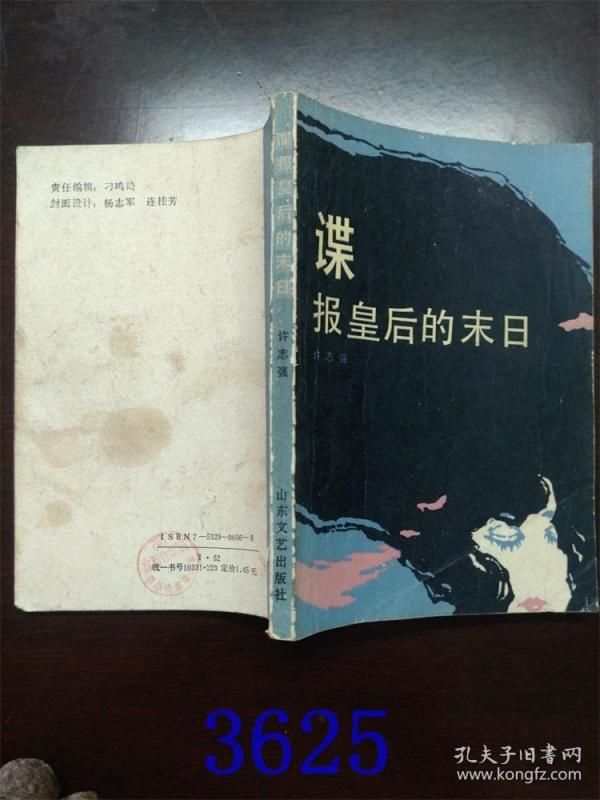 责任编辑：刁鸣琦
封面设计：杨志军 连桂芳
ISBN7-5329-0056-8
I·52
统一书号10331·223 定价1.45元
谍报皇后的末日
许志强
山东文艺出版社
谍
报皇后的末日
许志强
3625
孔夫子旧书网
www.kongfz.com